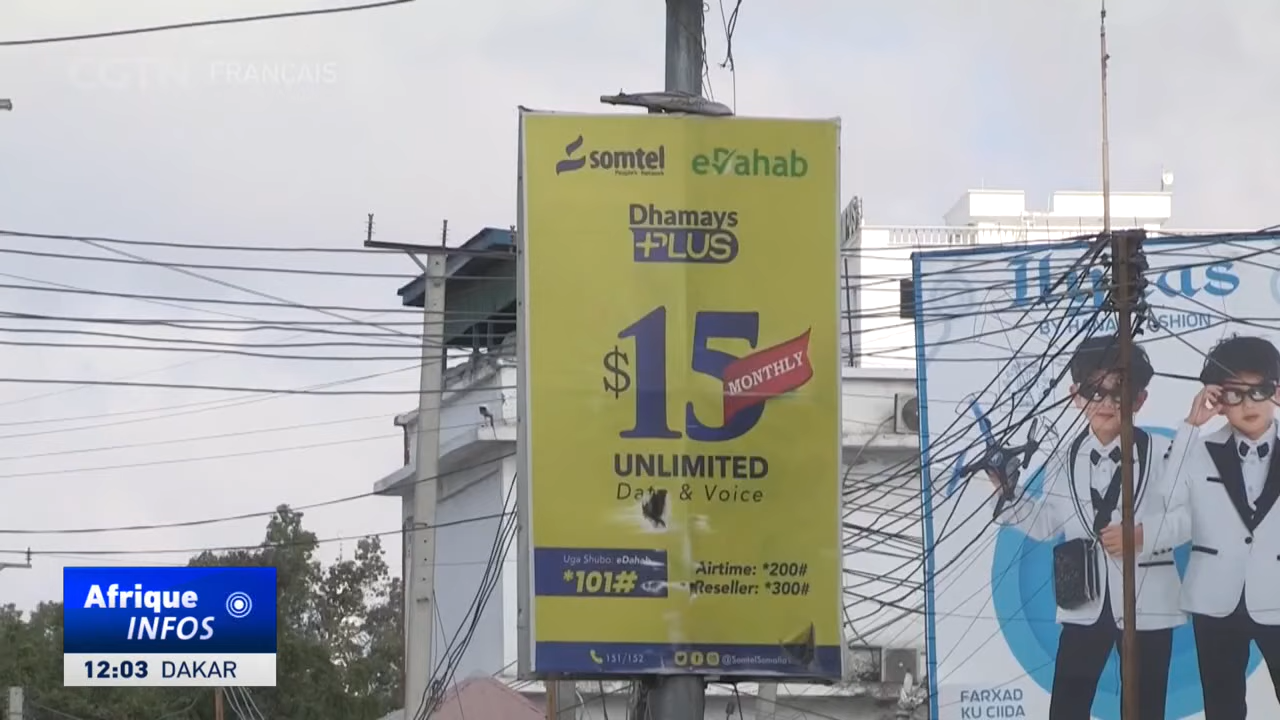 CGTN FRANÇAIS
somtel
People's Network
eDahab
Dhamays
+PLUS
$15
MONTHLY
UNLIMITED
Data & Voice
Uga Shubo: eDahab
*101#
Airtime: *200#
Reseller: *300#
151/152
@SomtelSomalia
BY HANA FASHION
FARXAD
KU CIIDA
Afrique
INFOS
12:03 DAKAR